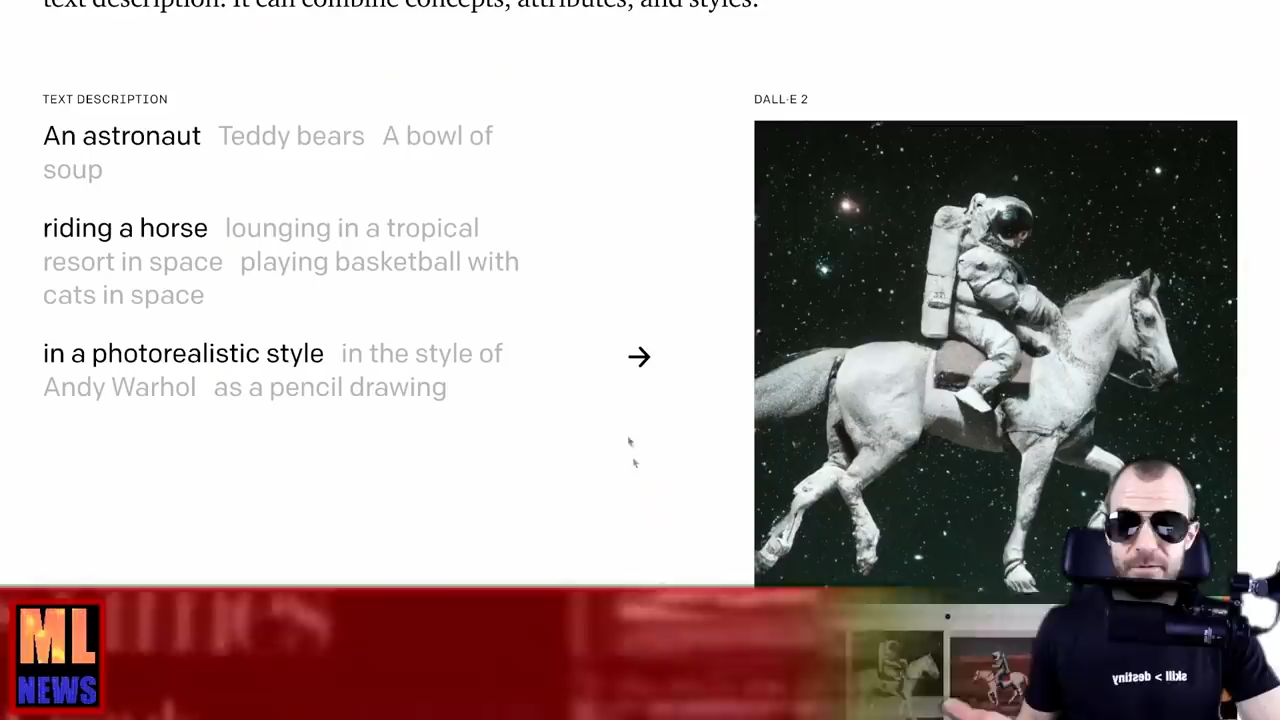 text description. It can combine concepts, attributes, and styles.
TEXT DESCRIPTION
DALL·E 2
An astronaut Teddy bears A bowl of
soup
riding a horse lounging in a tropical
resort in space playing basketball with
cats in space
in a photorealistic style in the style of
Andy Warhol as a pencil drawing
→
ML
NEWS
skill > destiny